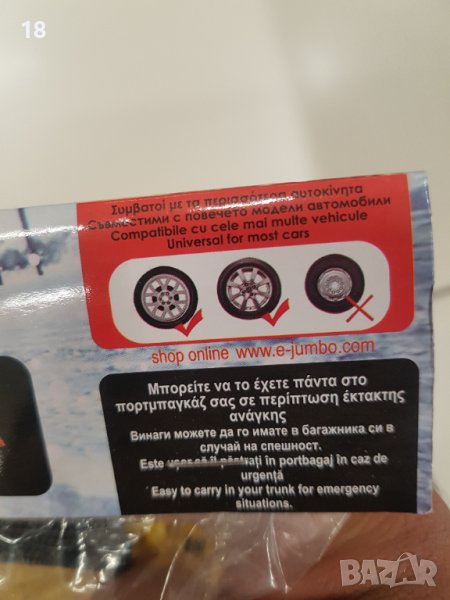 18
Συμβατοί με τα περισσότερα αυτοκίνητα
Съвместими с повечето модели автомобили
Compatibile cu cele mai multe vehicule
Universal for most cars
shop online www.e-jumbo.com
Μπορείτε να το έχετε πάντα στο
πορτμπαγκάζ σας σε περίπτωση έκτακτης
ανάγκης
Винаги можете да го имате в багажника си в
случай на спешност.
Este păstrați în portbagaj în caz de
urgență
Easy to carry in your trunk for emergency
situations.
BAZAR